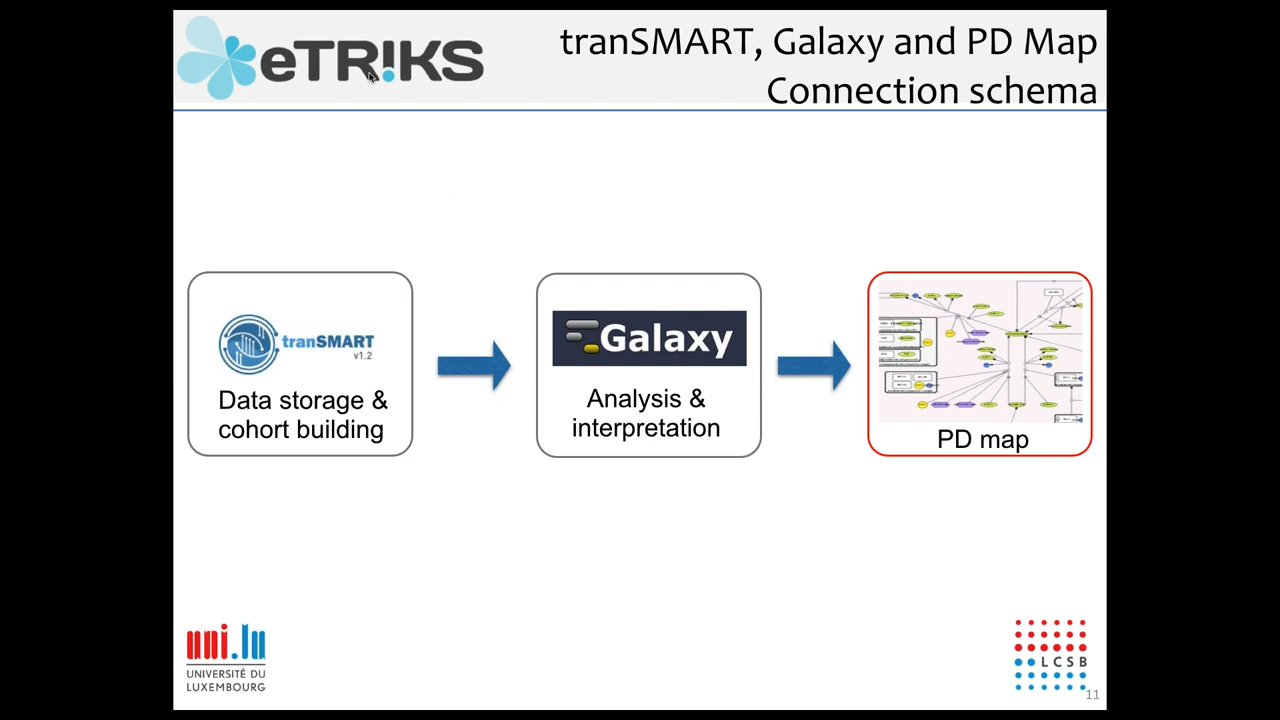 eTRIKS
tranSMART, Galaxy and PD Map
Connection schema
tranSMART
v1.2
Data storage &
cohort building
Galaxy
Analysis &
interpretation
PD map
uni.lu
UNIVERSITÉ DU
LUXEMBOURG
LCSB
11